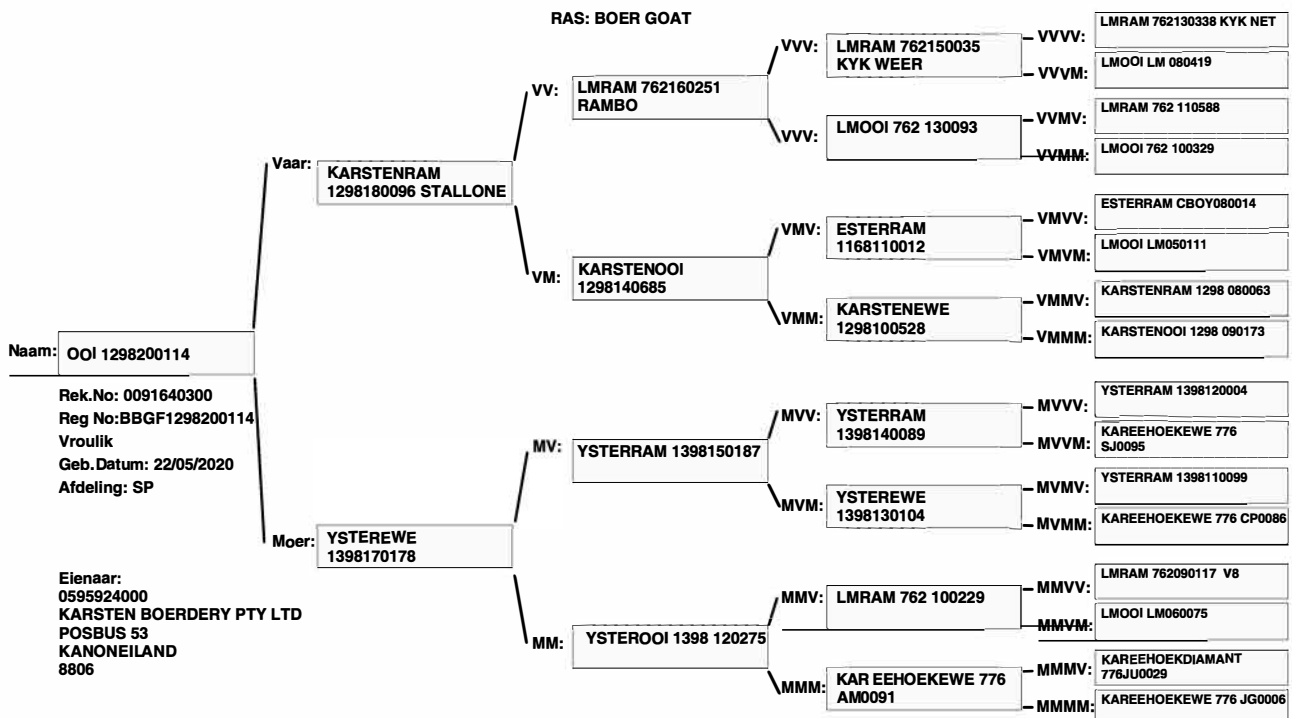 RAS: BOER GOAT
Naam:
OOI 1298200114
Rek.No: 0091640300
Reg No:BBGF1298200114
Vroulik
Geb.Datum: 22/05/2020
Afdeling: SP
Eienaar:
0595924000
KARSTEN BOERDERY PTY LTD
POSBUS 53
KANONEILAND
8806
Vaar:
KARSTENRAM
1298180096 STALLONE
Moer:
YSTEREWE
1398170178
VV:
LMRAM 762160251
RAMBO
VM:
KARSTENOOI
1298140685
MV:
YSTERRAM 1398150187
MM:
YSTEROOI 1398 120275
VVV:
LMRAM 762150035
KYK WEER
VVV:
LMOOI 762 130093
VMV:
ESTERRAM
1168110012
VMM:
KARSTENEWE
1298100528
MVV:
YSTERRAM
1398140089
MVM:
YSTEREWE
1398130104
MMV:
LMRAM 762 100229
MMM:
KAR EEHOEKEWE 776
AM0091
VVVV:
LMRAM 762130338 KYK NET
VVVM:
LMOOI LM 080419
VVMV:
LMRAM 762 110588
VVMM:
LMOOI 762 100329
VMVV:
ESTERRAM CBOY080014
VMVM:
LMOOI LM050111
VMMV:
KARSTENRAM 1298 080063
VMMM:
KARSTENOOI 1298 090173
MVVV:
YSTERRAM 1398120004
MVVM:
KAREEHOEKEWE 776
SJ0095
MVMV:
YSTERRAM 1398110099
MVMM:
KAREEHOEKEWE 776 CP0086
MMVV:
LMRAM 762090117 V8
MMVM:
LMOOI LM060075
MMMV:
KAREEHOEKDIAMANT
776JU0029
MMMM:
KAREEHOEKEWE 776 JG0006